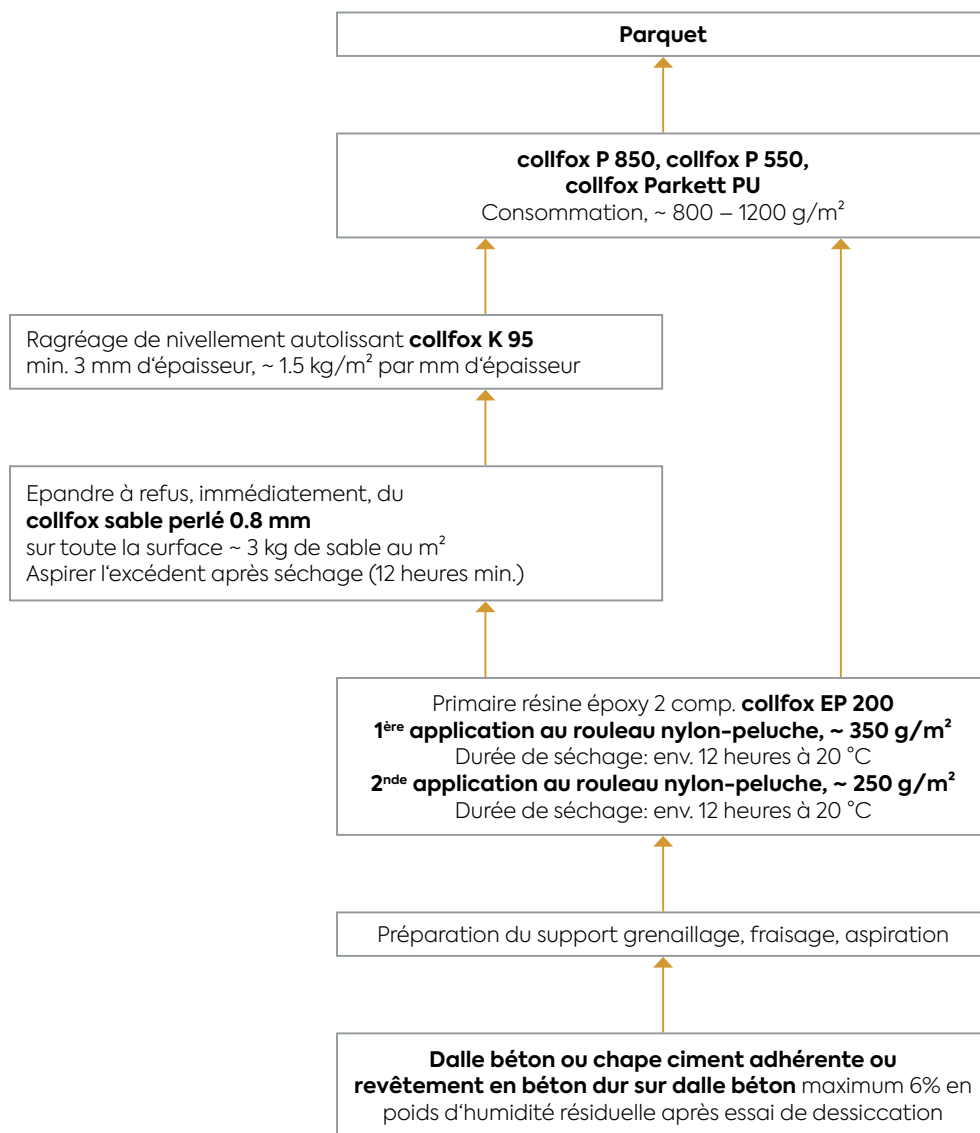 Parquet
collfox P 850, collfox P 550,
collfox Parkett PU
Consommation, ~ 800 – 1200 g/m²
Ragréage de nivellement autolissant collfox K 95
min. 3 mm d‘épaisseur, ~ 1.5 kg/m² par mm d‘épaisseur
Epandre à refus, immédiatement, du
collfox sable perlé 0.8 mm
sur toute la surface ~ 3 kg de sable au m²
Aspirer l‘excédent après séchage (12 heures min.)
Primaire résine époxy 2 comp. collfox EP 200
1ère application au rouleau nylon-peluche, ~ 350 g/m²
Durée de séchage: env. 12 heures à 20 °C
2nde application au rouleau nylon-peluche, ~ 250 g/m²
Durée de séchage: env. 12 heures à 20 °C
Préparation du support grenaillage, fraisage, aspiration
Dalle béton ou chape ciment adhérente ou
revêtement en béton dur sur dalle béton maximum 6% en
poids d‘humidité résiduelle après essai de dessiccation